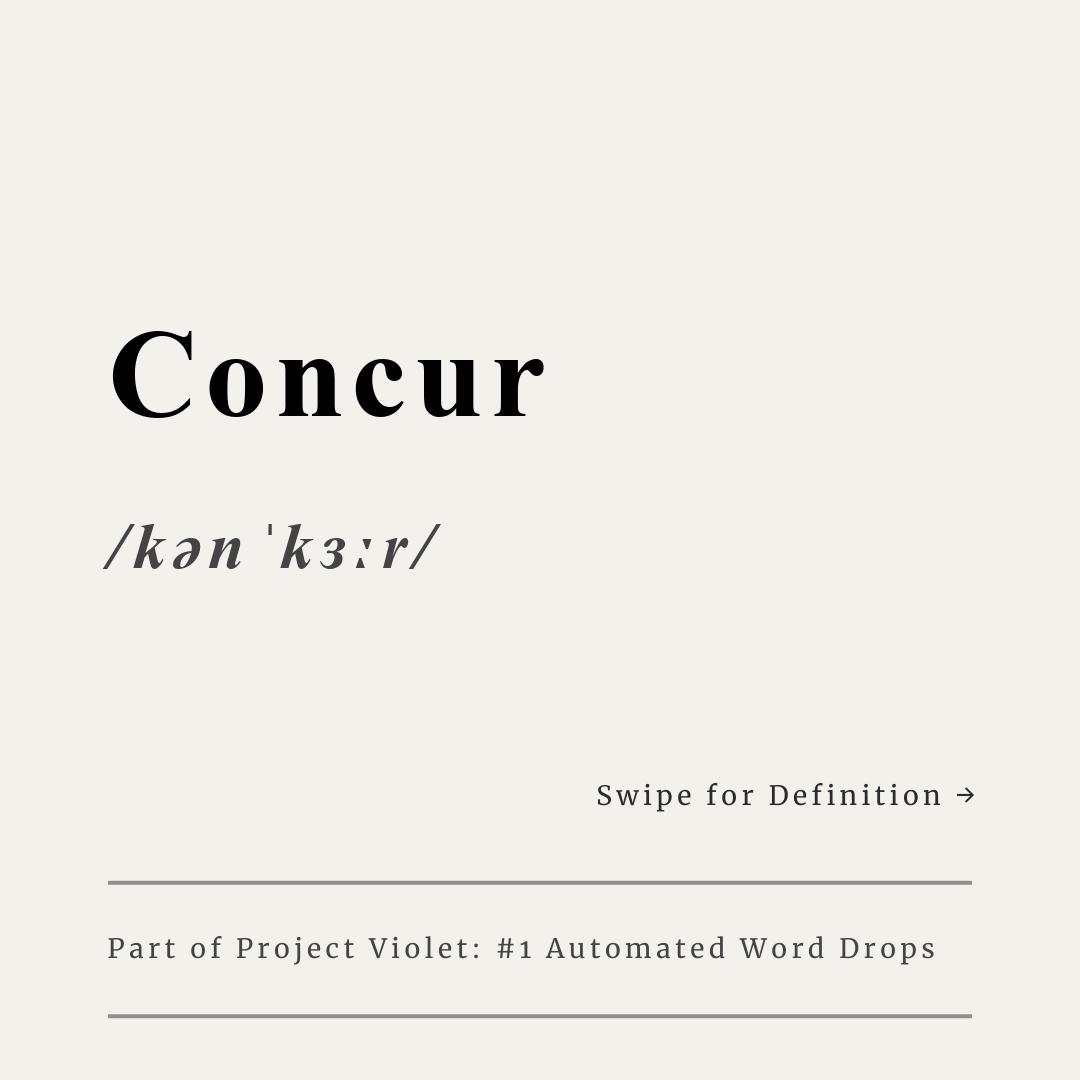 Concur
/kən ˈkɜːr/
Swipe for Definition →
Part of Project Violet: #1 Automated Word Drops